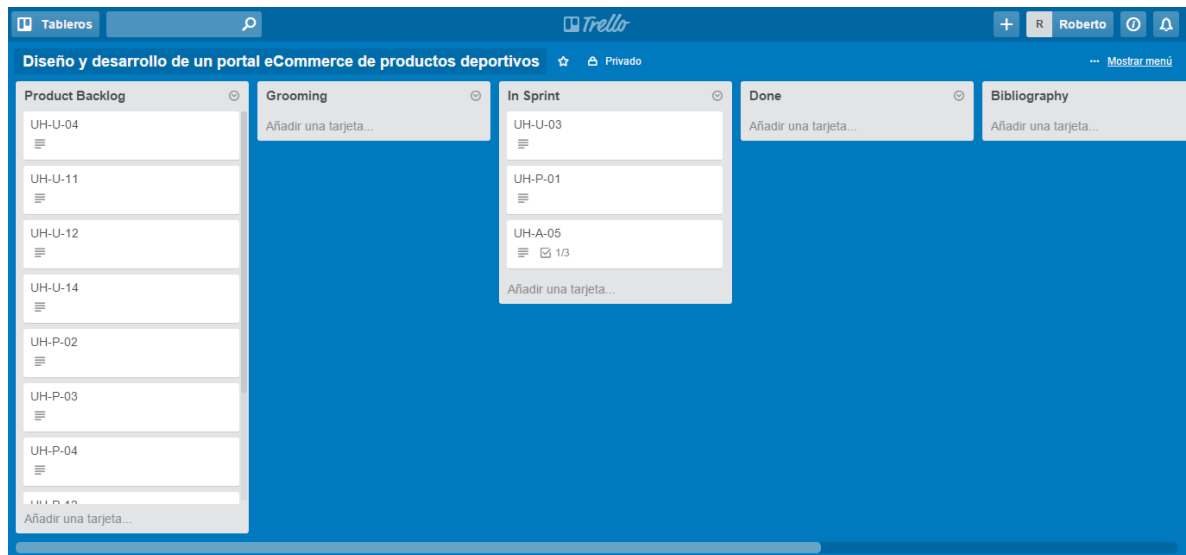 Tableros
Trello
R Roberto
Diseño y desarrollo de un portal eCommerce de productos deportivos
Privado
··· Mostrar menú
Product Backlog
UH-U-04
UH-U-11
UH-U-12
UH-U-14
UH-P-02
UH-P-03
UH-P-04
Añadir una tarjeta...
Grooming
Añadir una tarjeta...
In Sprint
UH-U-03
UH-P-01
UH-A-05
1/3
Añadir una tarjeta...
Done
Añadir una tarjeta...
Bibliography
Añadir una tarjeta...